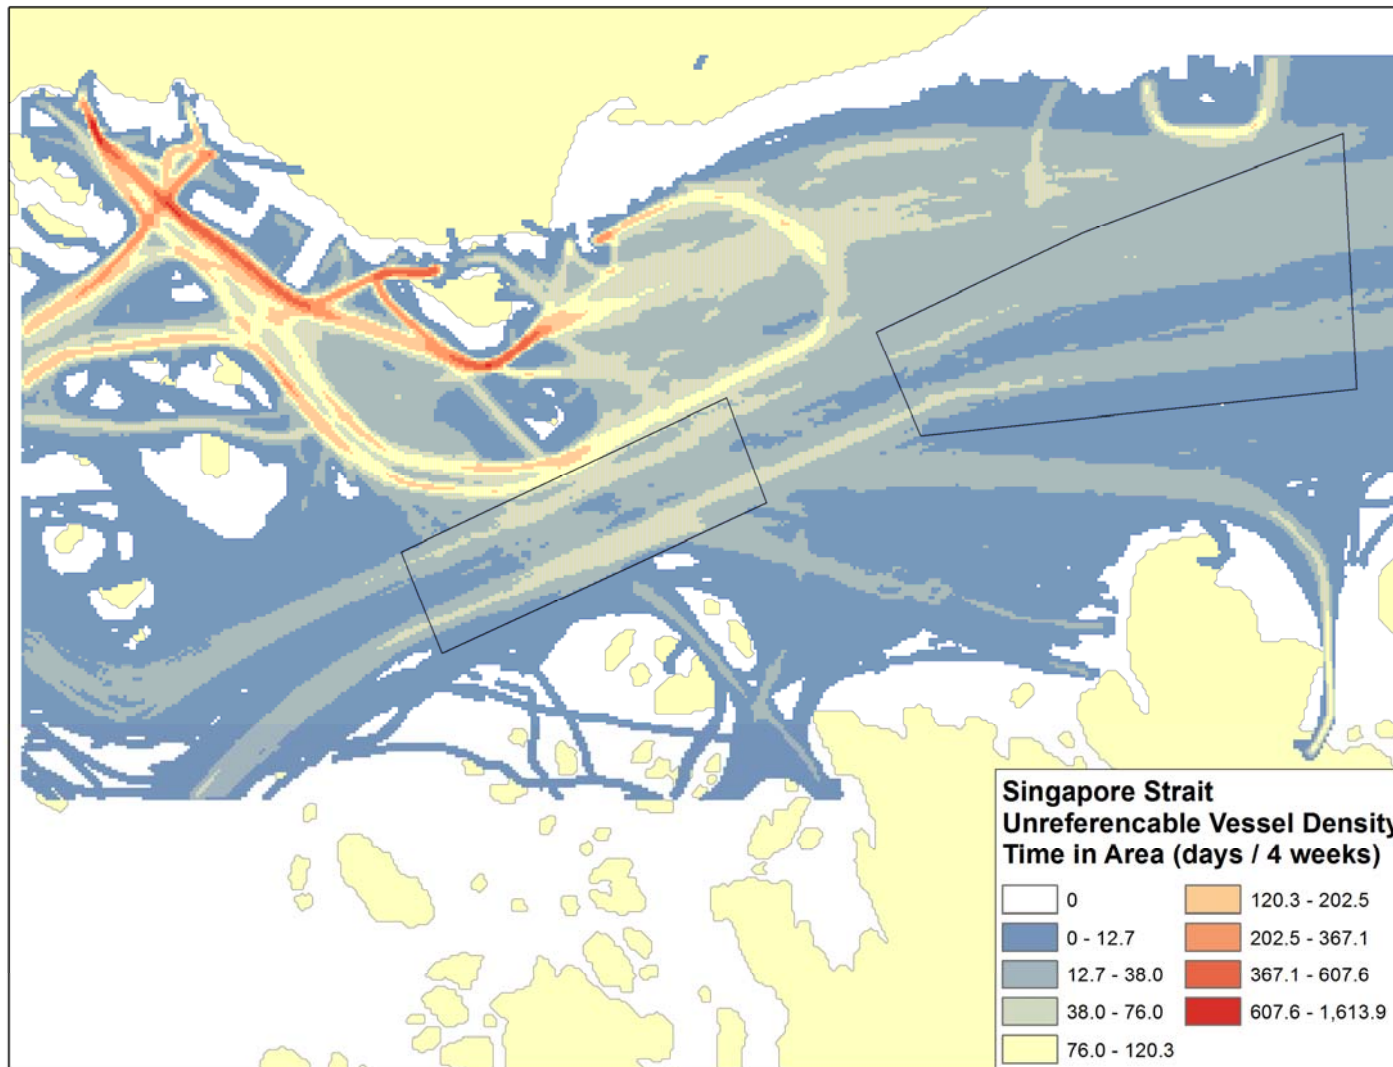 Singapore Strait
Unreferencable Vessel Density
Time in Area (days / 4 weeks)
0
0 - 12.7
12.7 - 38.0
38.0 - 76.0
76.0 - 120.3
120.3 - 202.5
202.5 - 367.1
367.1 - 607.6
607.6 - 1,613.9